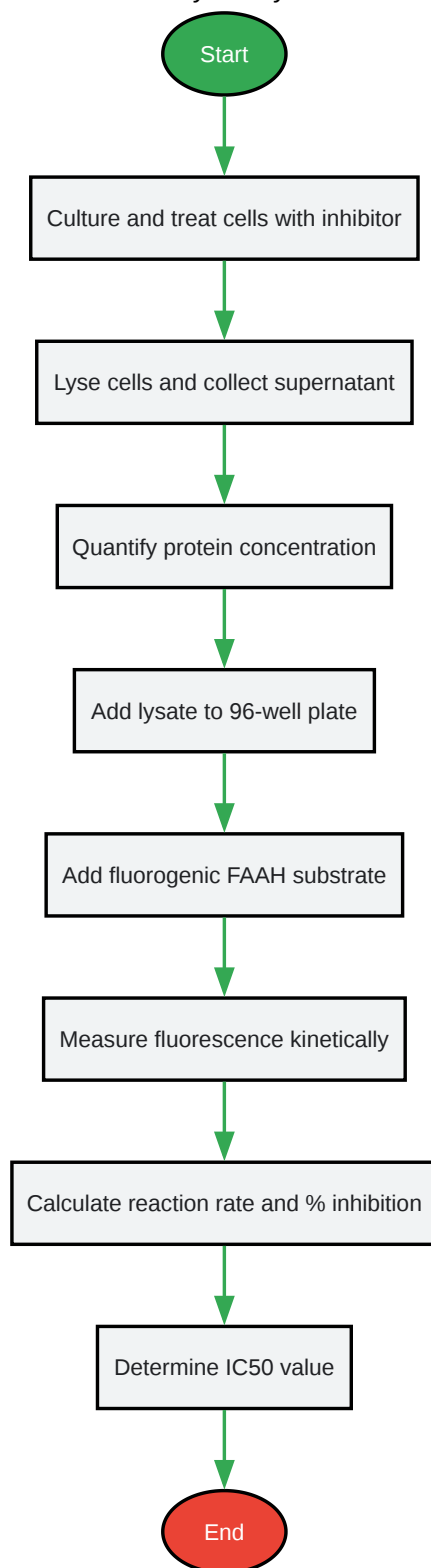 Start
Culture and treat cells with inhibitor
Lyse cells and collect supernatant
Quantify protein concentration
Add lysate to 96-well plate
Add fluorogenic FAAH substrate
Measure fluorescence kinetically
Calculate reaction rate and % inhibition
Determine IC50 value
End